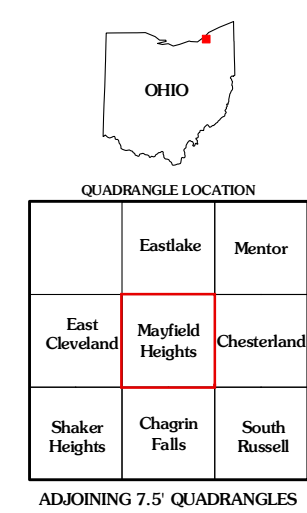 OHIO
QUADRANGLE LOCATION
Eastlake
Mentor
East
Cleveland
Mayfield
Heights
Chesterland
Shaker
Heights
Chagrin
Falls
South
Russell
ADJOINING 7.5' QUADRANGLES